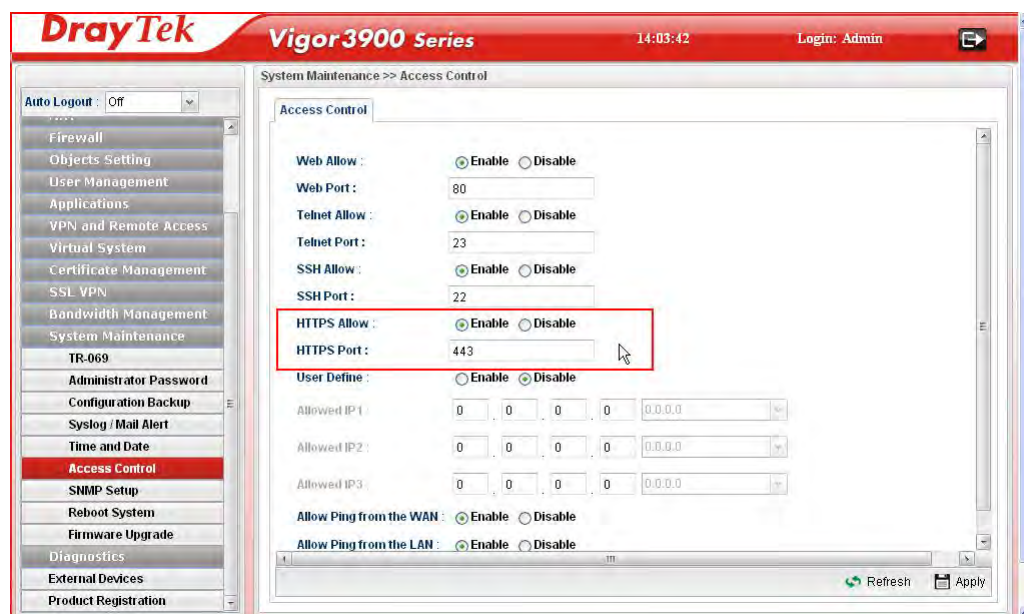 DrayTek
Vigor3900 Series
14:03:42
Login: Admin
System Maintenance >> Access Control
Auto Logout : Off
Firewall
Objects Setting
User Management
Applications
VPN and Remote Access
Virtual System
Certificate Management
SSL VPN
Bandwidth Management
System Maintenance
TR-069
Administrator Password
Configuration Backup
Syslog / Mail Alert
Time and Date
Access Control
SNMP Setup
Reboot System
Firmware Upgrade
Diagnostics
External Devices
Product Registration
Access Control
Web Allow : Enable Disable
Web Port : 80
Telnet Allow : Enable Disable
Telnet Port : 23
SSH Allow : Enable Disable
SSH Port : 22
HTTPS Allow : Enable Disable
HTTPS Port : 443
User Define : Enable Disable
Allowed IP1 : 0 . 0 . 0 . 0 0.0.0.0
Allowed IP2 : 0 . 0 . 0 . 0 0.0.0.0
Allowed IP3 : 0 . 0 . 0 . 0 0.0.0.0
Allow Ping from the WAN : Enable Disable
Allow Ping from the LAN : Enable Disable
Refresh Apply